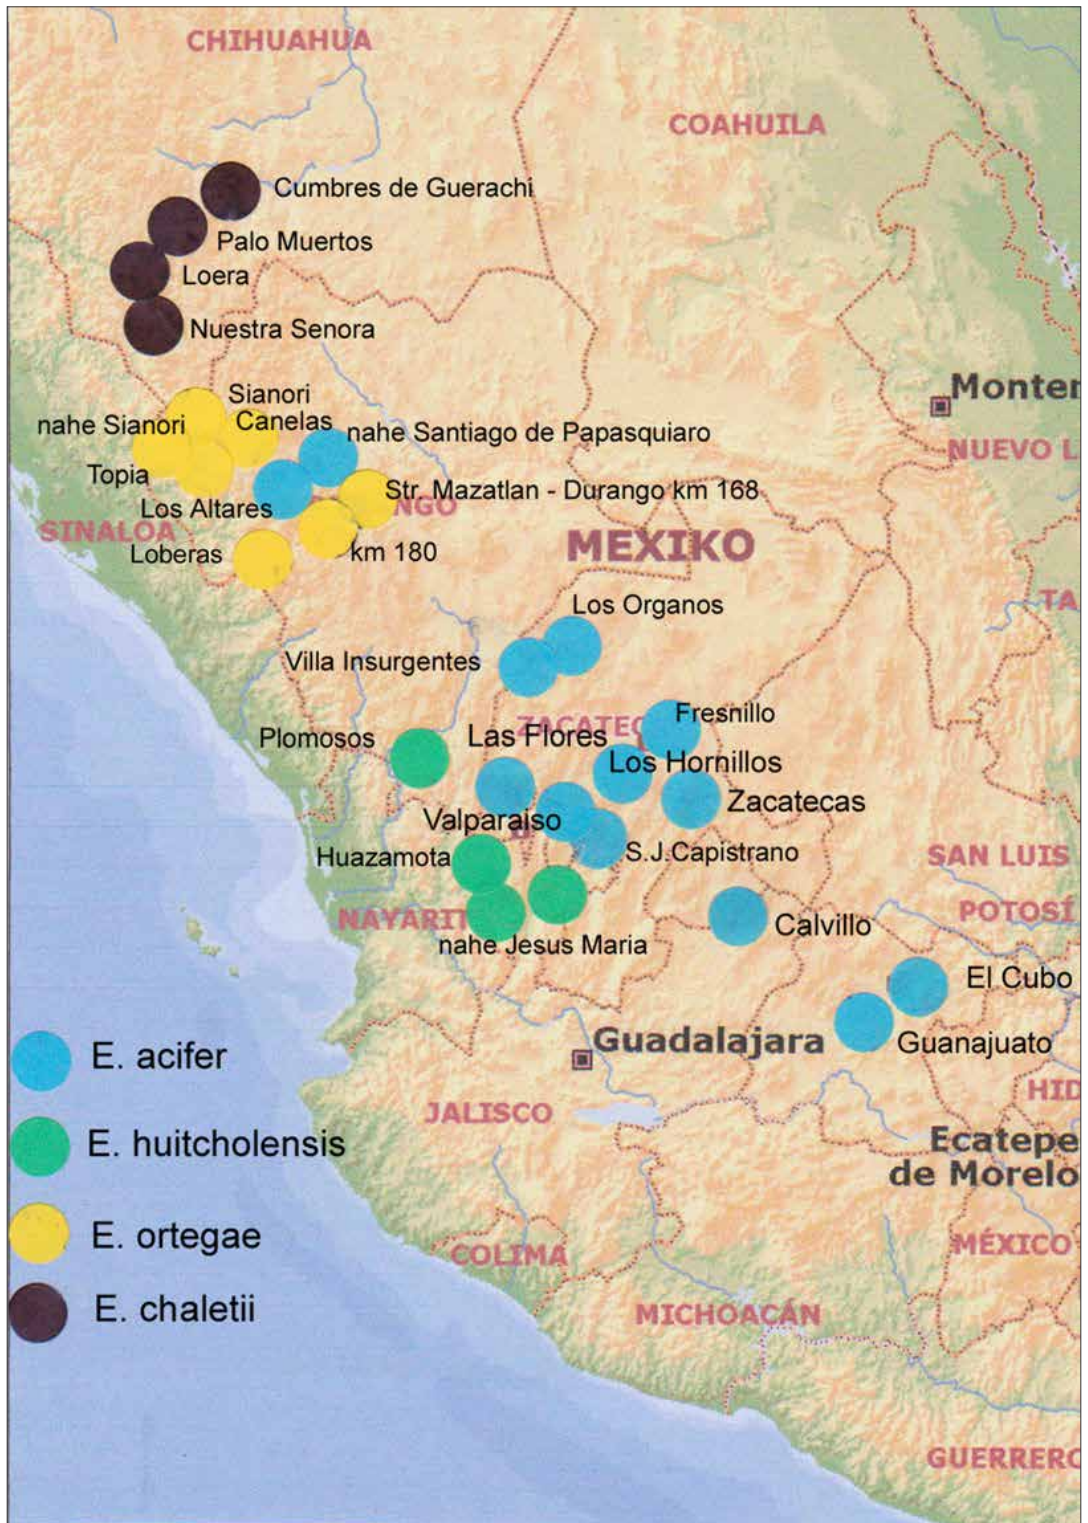 CHIHUAHUA
COAHUILA
Cumbres de Guerachi
Palo Muertos
Loera
Nuestra Senora
Sianori
Monter
nahe Sianori
Canelas
nahe Santiago de Papasquiaro
NUEVO L
Topia
Str. Mazatlan - Durango km 168
Los Altares
NGO
SINALOA
Loberas
km 180
MEXIKO
Los Organos
TA
Villa Insurgentes
Fresnillo
ZACATEC
Plomosos
Las Flores
Los Hornillos
Zacatecas
Valparaiso
Huazamota
S.J.Capistrano
SAN LUIS
POTOSÍ
NAYARIT
Calvillo
nahe Jesus Maria
El Cubo
Guadalajara
Guanajuato
E. acifer
HID
JALISCO
E. huitcholensis
Ecatepe
de Morelo
E. ortegae
COLIMA
MÉXICO
E. chaletii
MICHOACÁN
GUERRERO